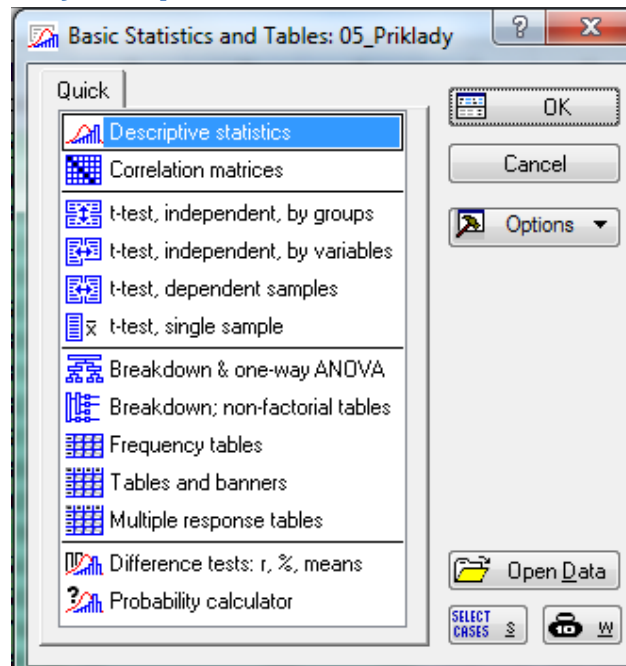 Basic Statistics and Tables: 05_Priklady
?
X
Quick
Descriptive statistics
Correlation matrices
t-test, independent, by groups
t-test, independent, by variables
t-test, dependent samples
x t-test, single sample
Breakdown & one-way ANOVA
Breakdown; non-factorial tables
Frequency tables
Tables and banners
Multiple response tables
Difference tests: r, %, means
? Probability calculator
OK
Cancel
Options
Open Data
SELECT
CASES S
W